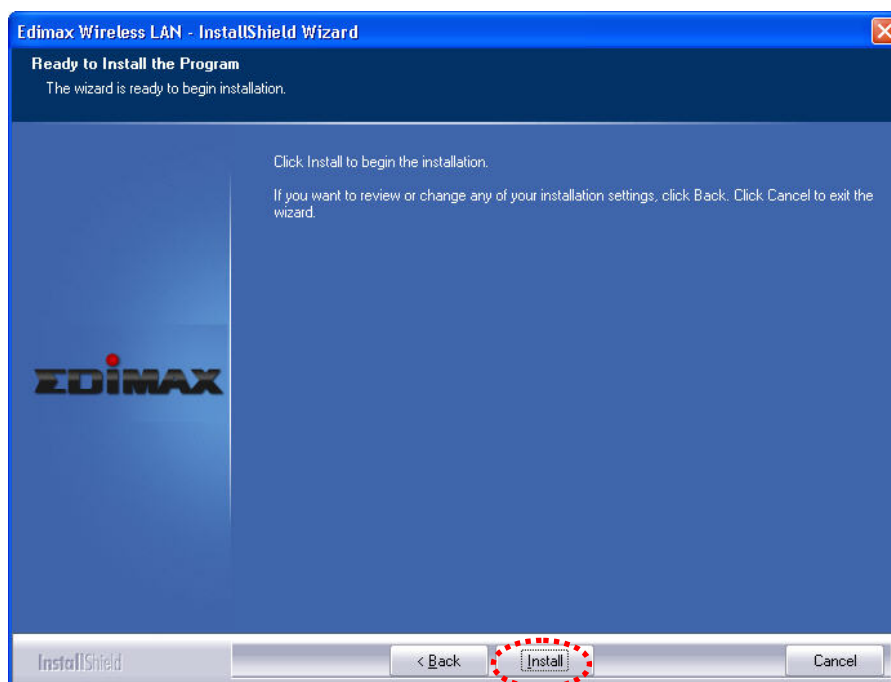 Edimax Wireless LAN - InstallShield Wizard
Ready to Install the Program
The wizard is ready to begin installation.
Click Install to begin the installation.
If you want to review or change any of your installation settings, click Back. Click Cancel to exit the
wizard.
EDIMAX
InstallShield
< Back
Install
Cancel